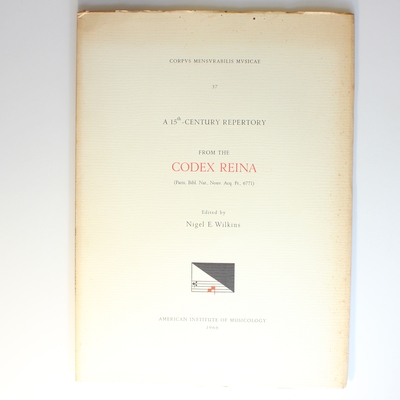 CORPVS MENSVRABILIS MVSICAE
37
A 15th-CENTURY REPERTORY
FROM THE
CODEX REINA
(Paris, Bibl. Nat., Nouv. Acq. Fr., 6771)
Edited by
Nigel E. Wilkins
AMERICAN INSTITUTE OF MUSICOLOGY
1966